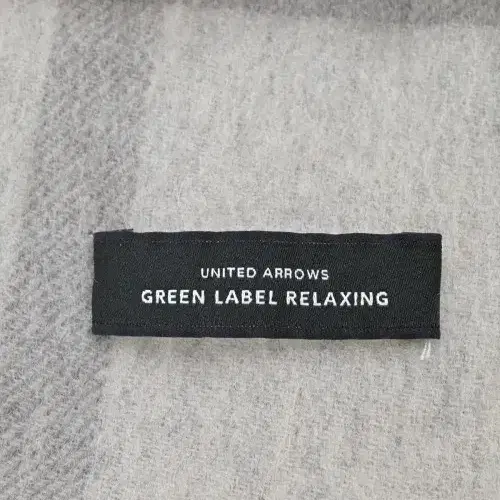 UNITED ARROWS
GREEN LABEL RELAXING